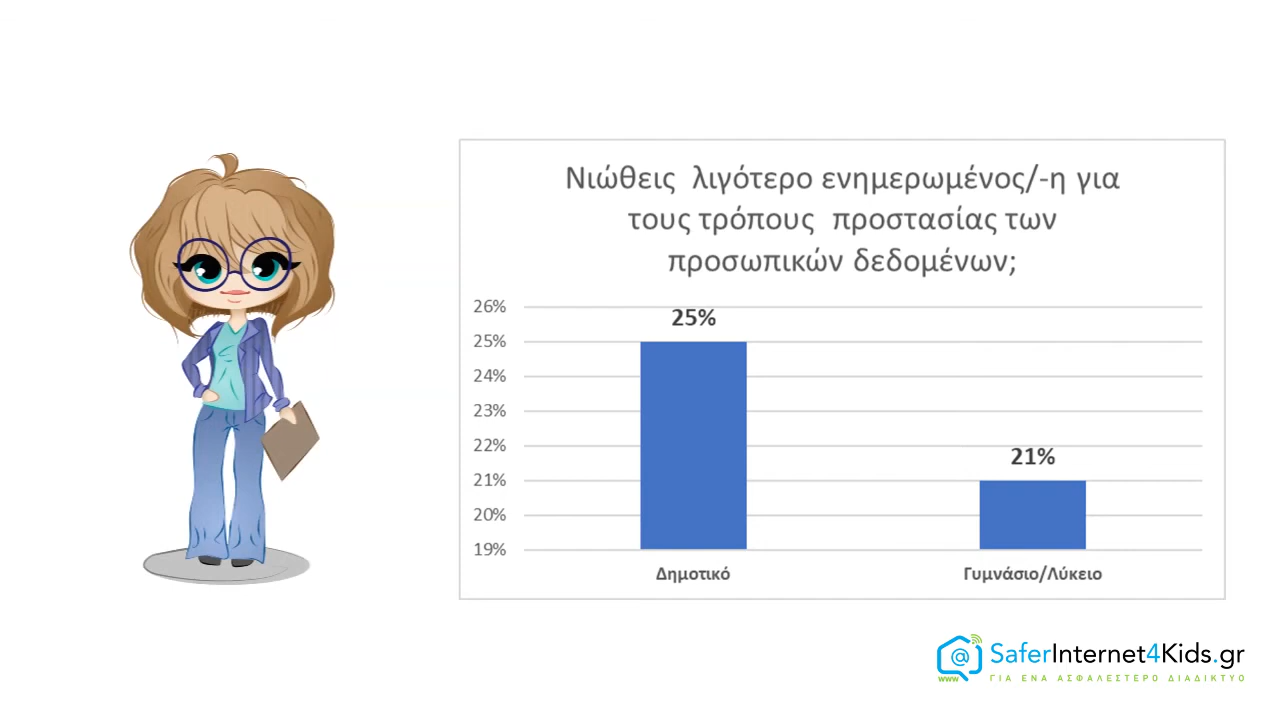 Νιώθεις λιγότερο ενημερωμένος/-η για
τους τρόπους προστασίας των
προσωπικών δεδομένων;
26%
25%
24%
23%
22%
21%
20%
19%
25%
21%
Δημοτικό
Γυμνάσιο/Λύκειο
@
www
SaferInternet4Kids.gr
ΓΙΑ ΕΝΑ ΑΣΦΑΛΕΣΤΕΡΟ ΔΙΑΔΙΚΤΥΟ